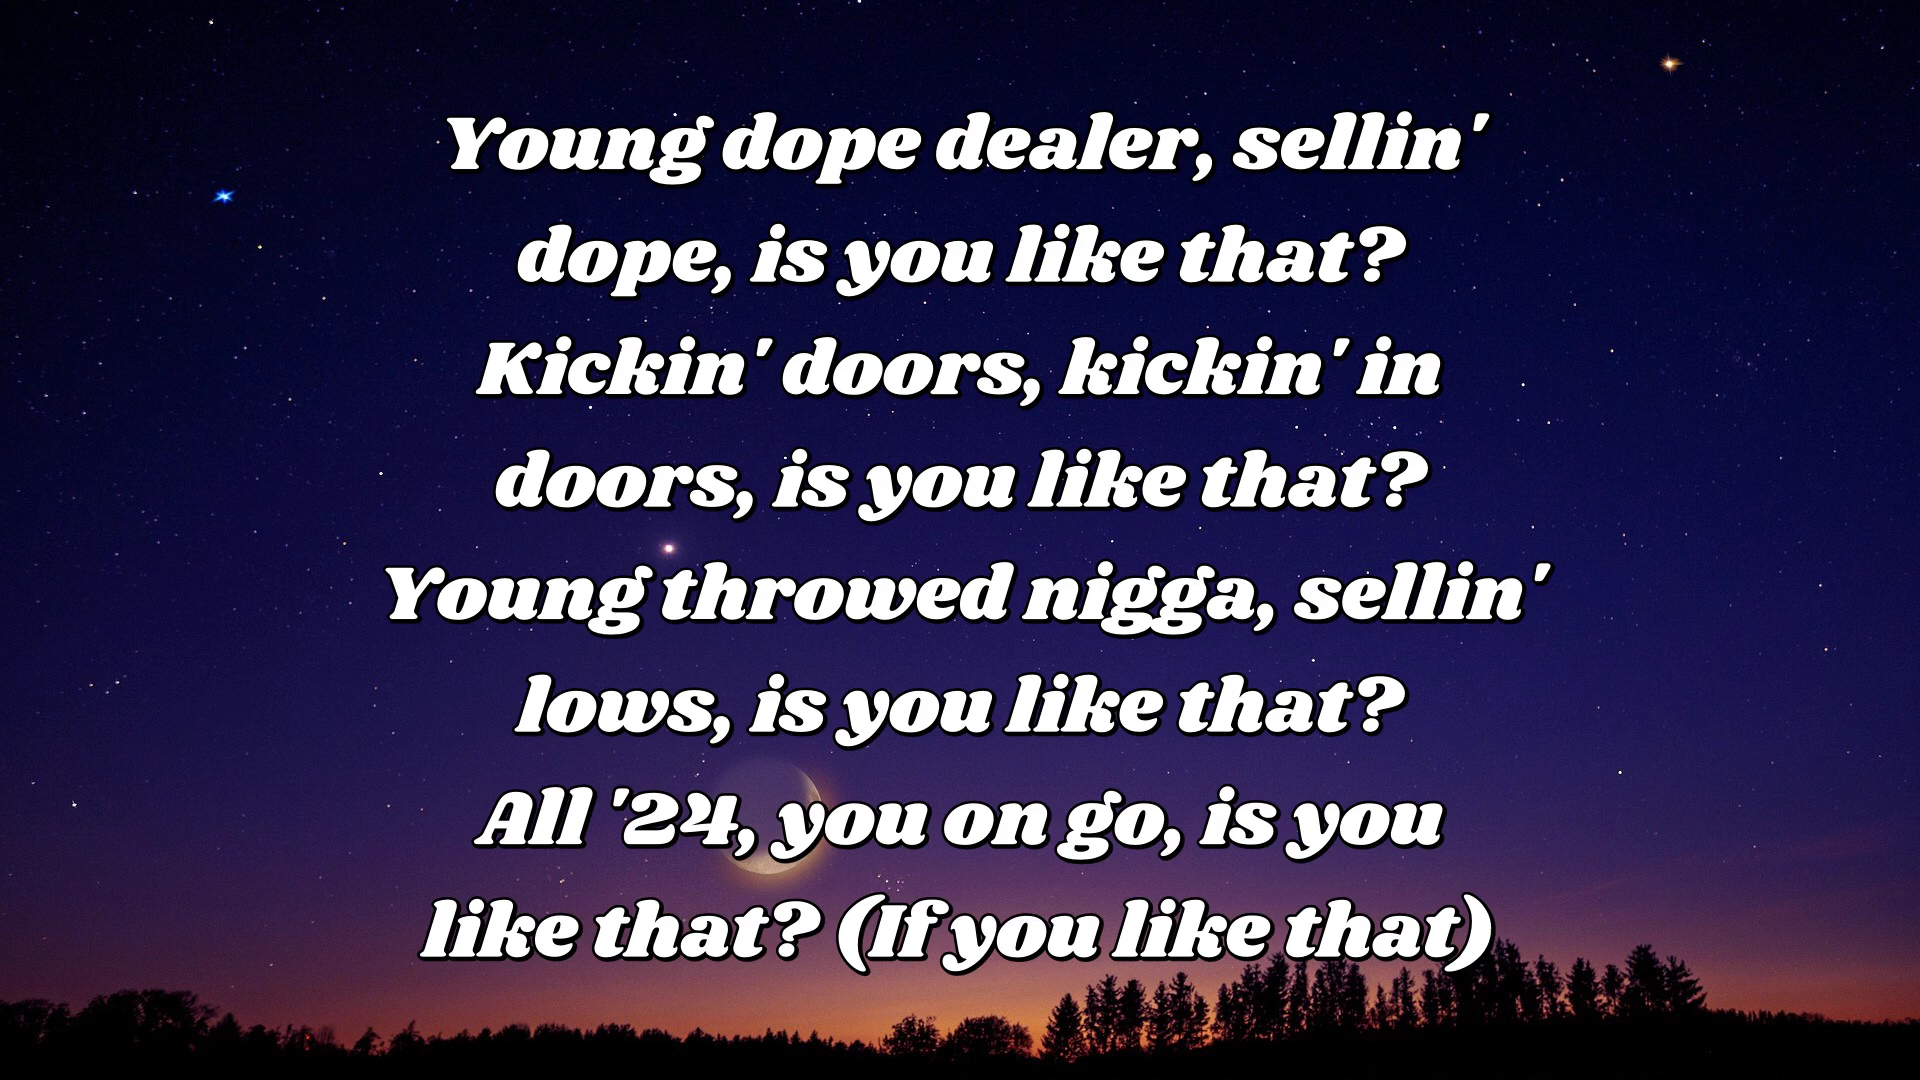 Young dope dealer, sellin'
dope, is you like that?
Kickin' doors, kickin' in
doors, is you like that?
Young throwed nigga, sellin'
lows, is you like that?
All '24, you on go, is you
like that? (If you like that)